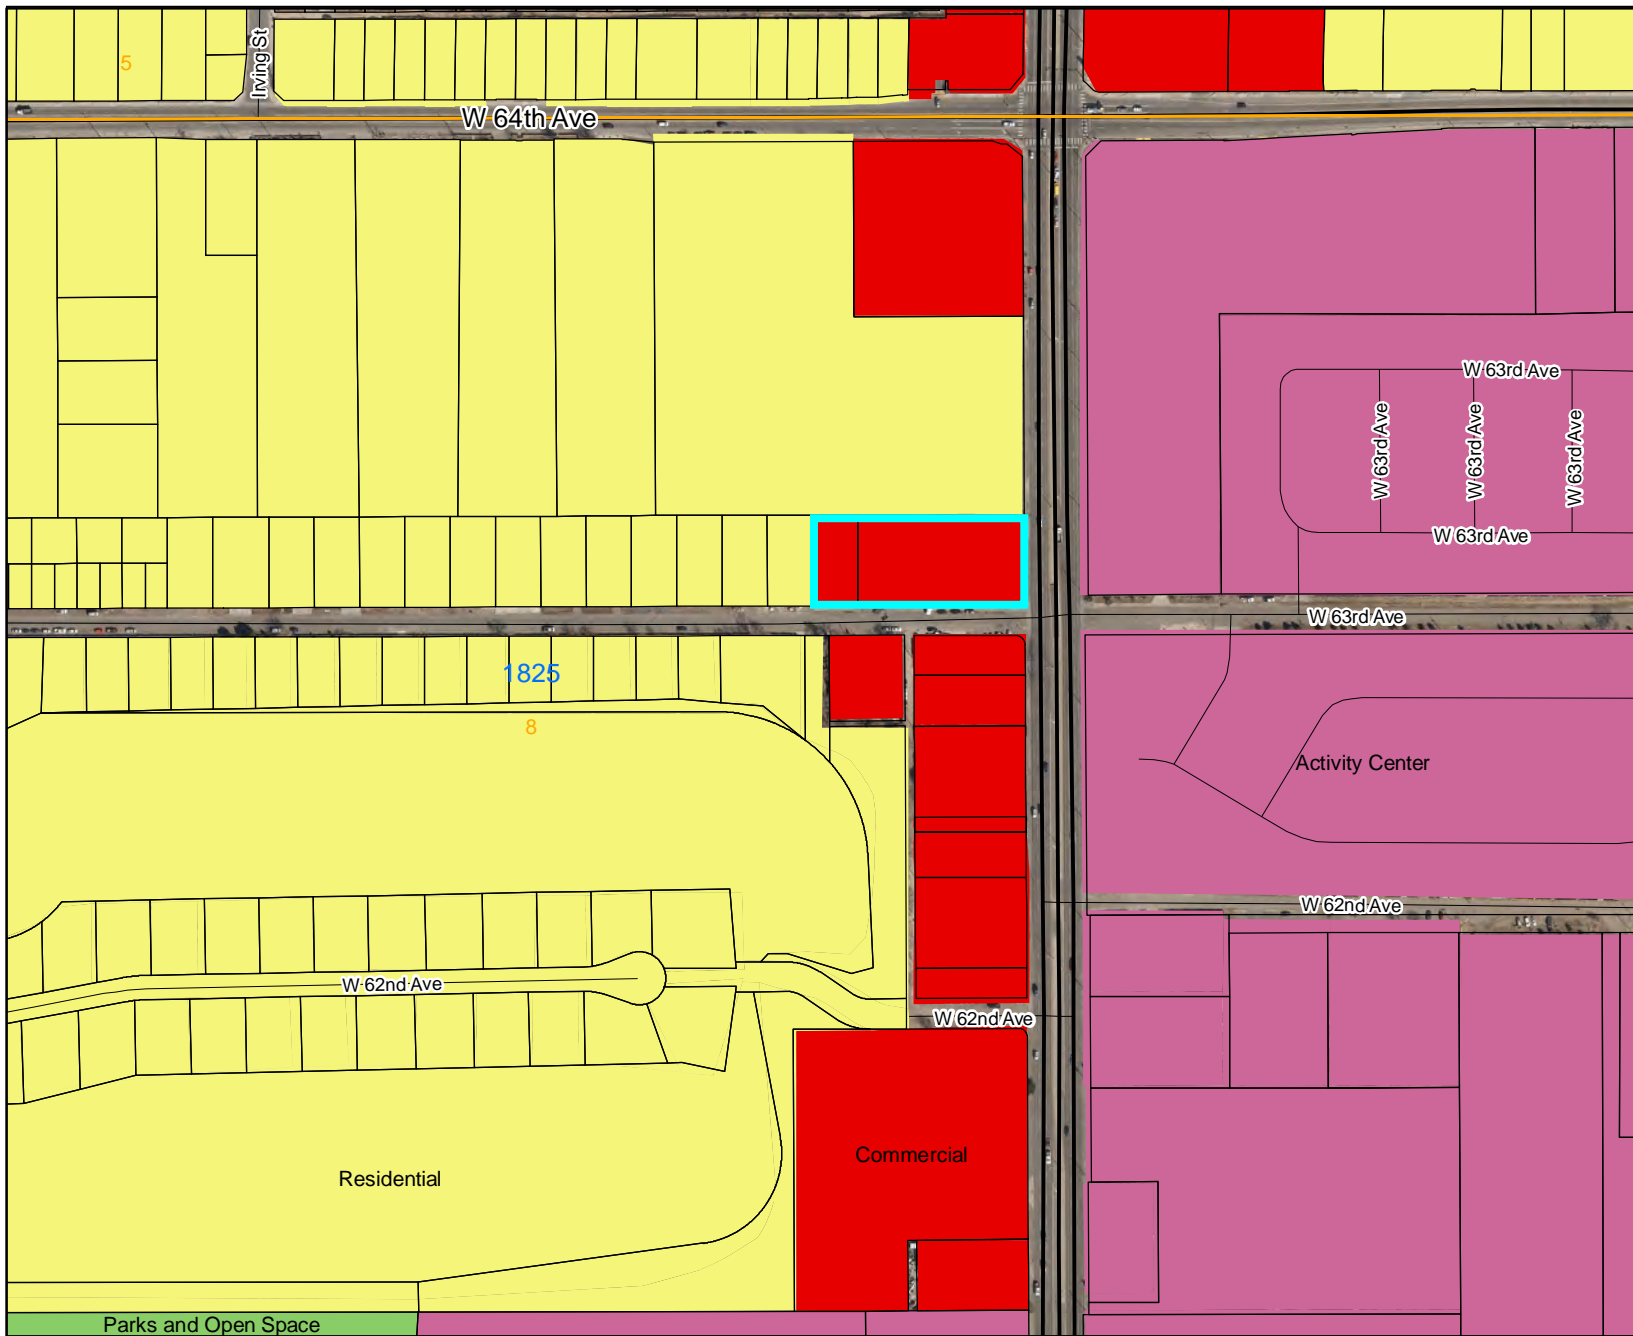 5
Irving St
W 64th Ave
W 63rd Ave
W 63rd Ave
W 63rd Ave
W 63rd Ave
W 63rd Ave
W 63rd Ave
1825
8
Activity Center
W 62nd Ave
W 62nd Ave
W 62nd Ave
Commercial
Residential
Parks and Open Space